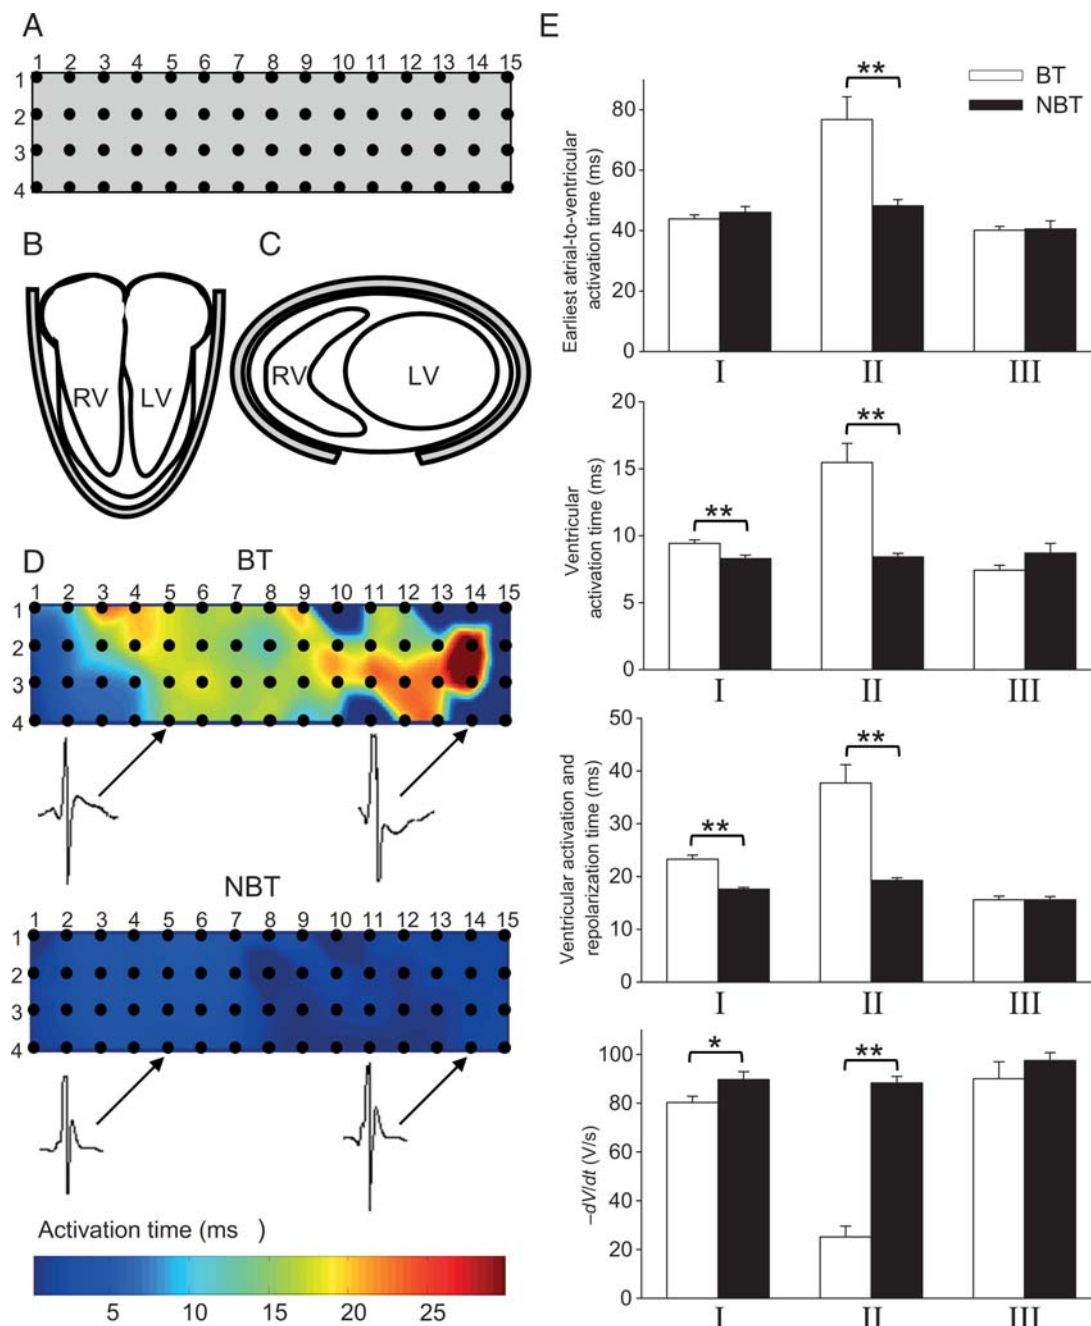 A
1 2 3 4 5 6 7 8 9 10 11 12 13 14 15
1
2
3
4
B
RV LV
C
RV LV
D
BT
1 2 3 4 5 6 7 8 9 10 11 12 13 14 15
1
2
3
4
NBT
1 2 3 4 5 6 7 8 9 10 11 12 13 14 15
1
2
3
4
Activation time (ms )
5 10 15 20 25
E
BT
NBT
Earliest atrial-to-ventricular
activation time (ms)
80
60
40
20
0
**
I II III
Ventricular
activation time (ms)
20
15
10
5
0
** **
I II III
Ventricular activation and
repolarization time (ms)
50
40
30
20
10
0
** **
I II III
–dV/dt (V/s)
–100
80
60
40
20
0
* **
I II III